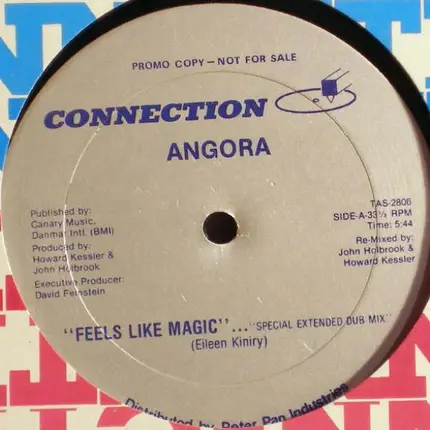 PROMO COPY — NOT FOR SALE
CONNECTION
ANGORA
Published by:
Canary Music,
Danmar Intl. (BMI)
Produced by:
Howard Kessler &
John Holbrook
Executive Producer:
David Feinstein
TAS-2806
SIDE-A-33⅓ RPM
Time: 5:44
Re-Mixed by:
John Holbrook &
Howard Kessler
"FEELS LIKE MAGIC"... "SPECIAL EXTENDED DUB MIX"
(Eileen Kiniry)
Distributed by Peter Pan Industries